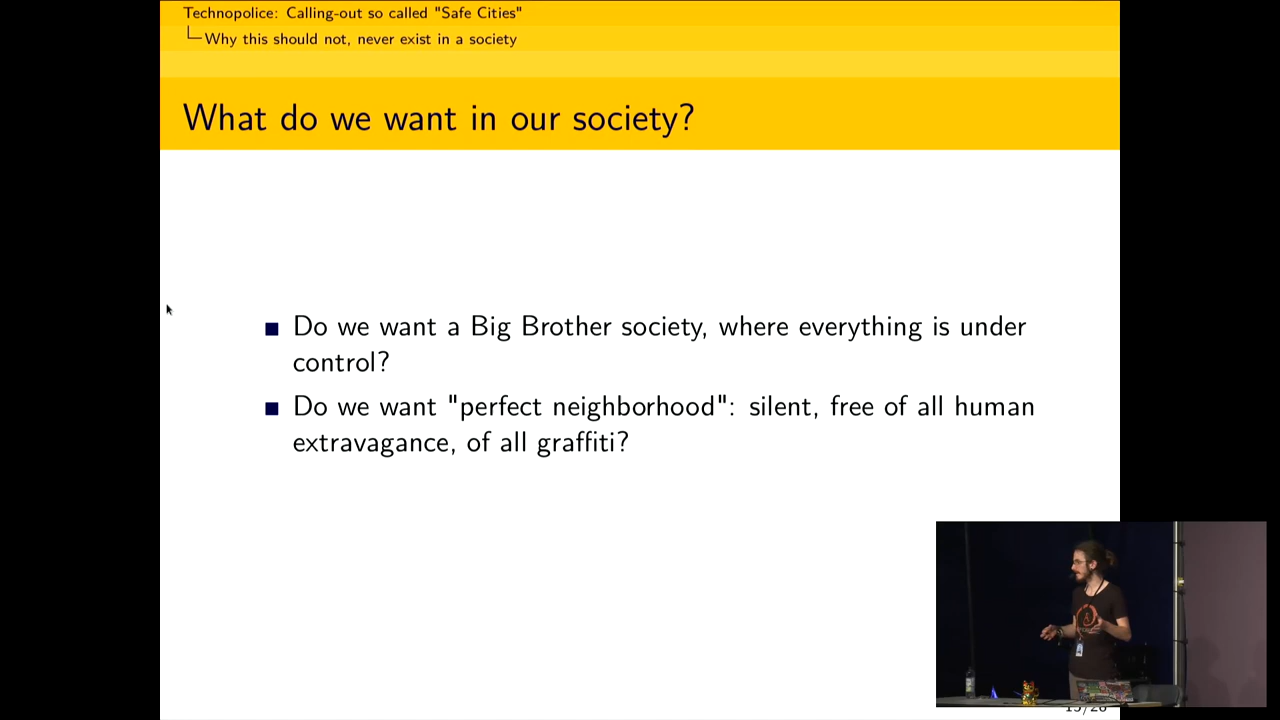 Technopolice: Calling-out so called "Safe Cities"
Why this should not, never exist in a society
What do we want in our society?
■ Do we want a Big Brother society, where everything is under
control?
■ Do we want "perfect neighborhood": silent, free of all human
extravagance, of all graffiti?